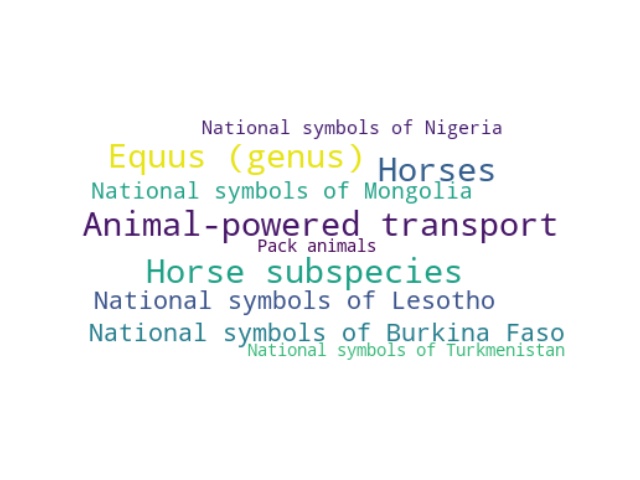 National symbols of Nigeria
Equus (genus)
Horses
National symbols of Mongolia
Animal-powered transport
Pack animals
Horse subspecies
National symbols of Lesotho
National symbols of Burkina Faso
National symbols of Turkmenistan